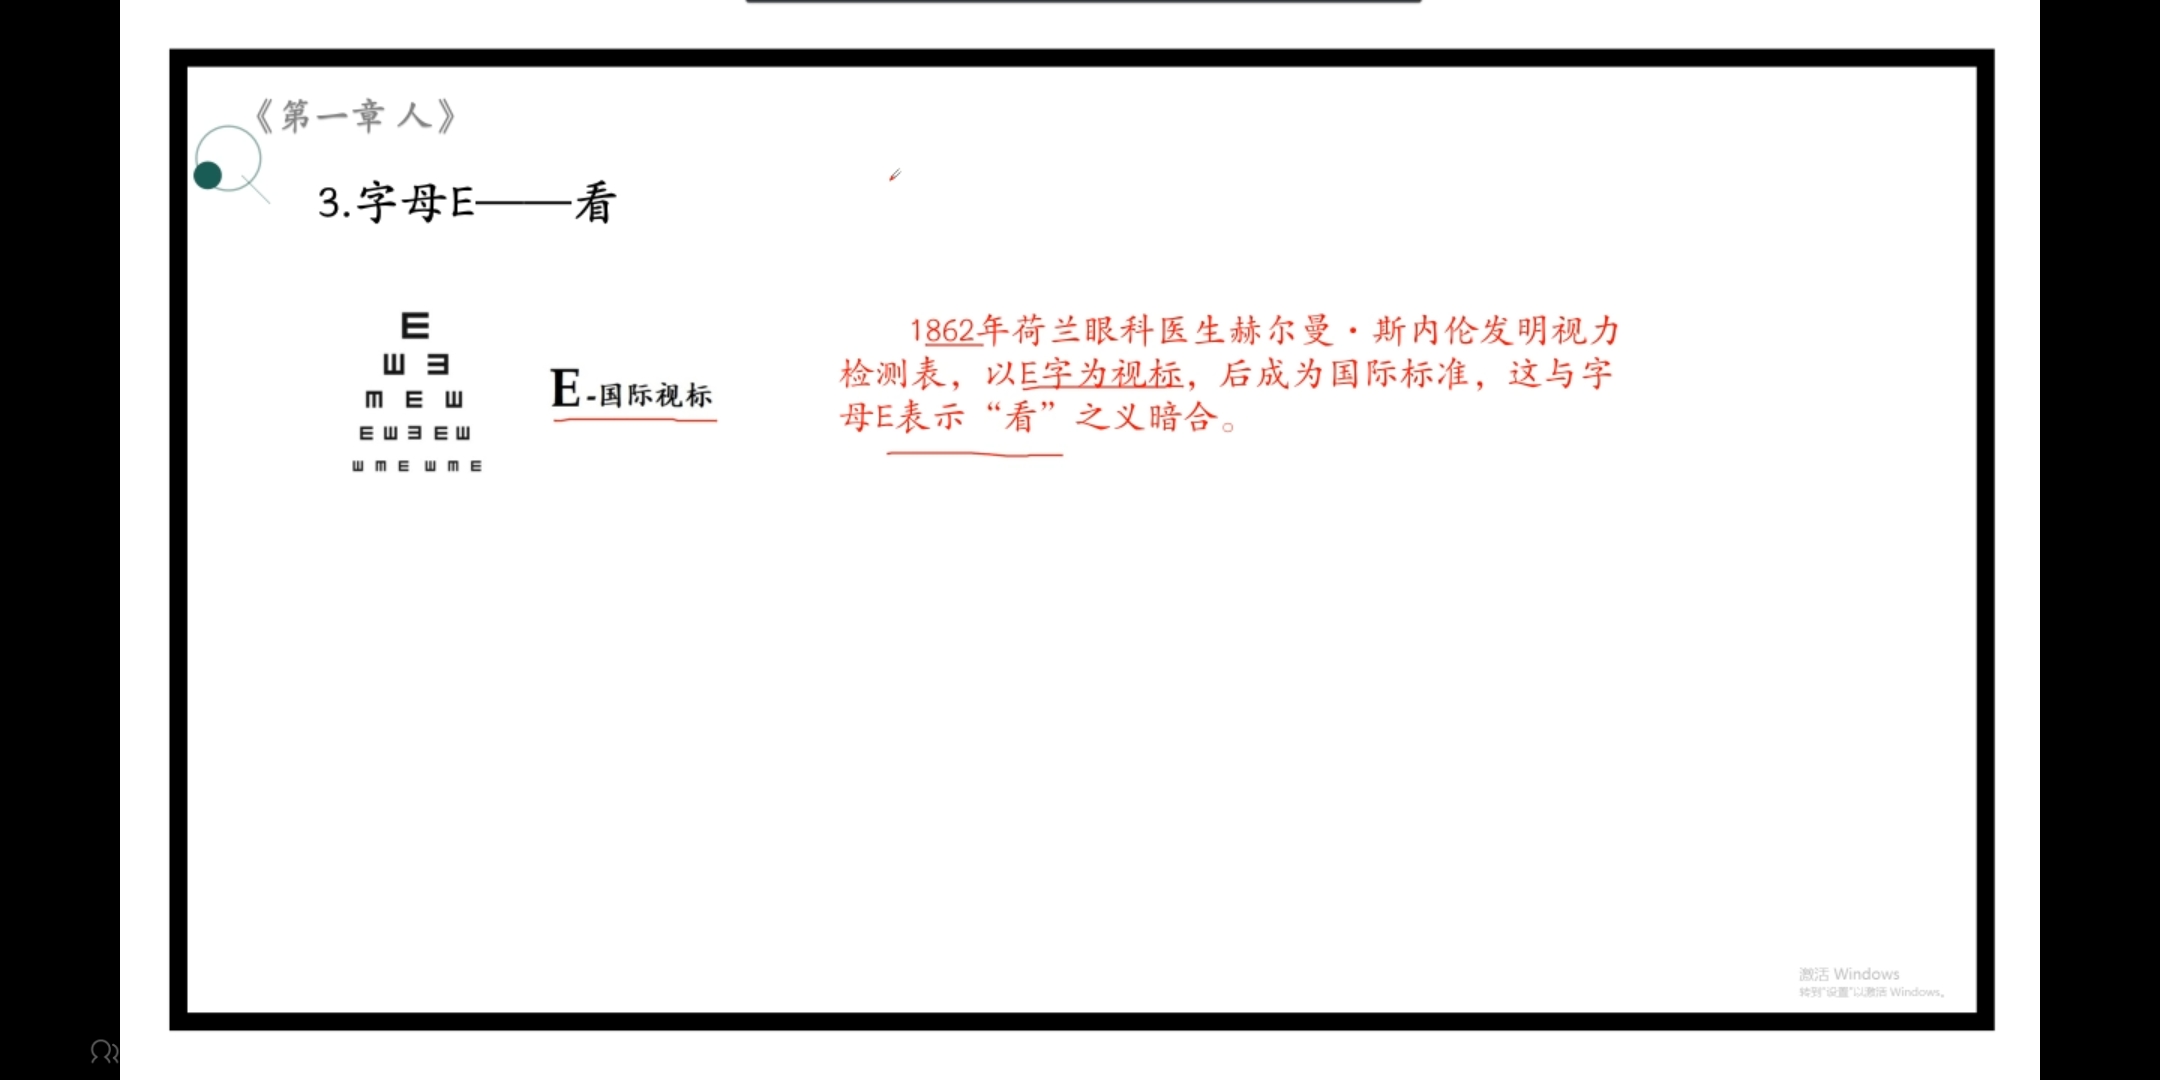 《第一章 人》
3.字母E——看
E
Ш Ǝ
m E Ш
E Ш Ǝ E Ш
Ш m E Ш m E
E-国际视标
1862年荷兰眼科医生赫尔曼·斯内伦发明视力
检测表，以E字为视标，后成为国际标准，这与字
母E表示“看”之义暗合。
激活 Windows
转到“设置”以激活 Windows。